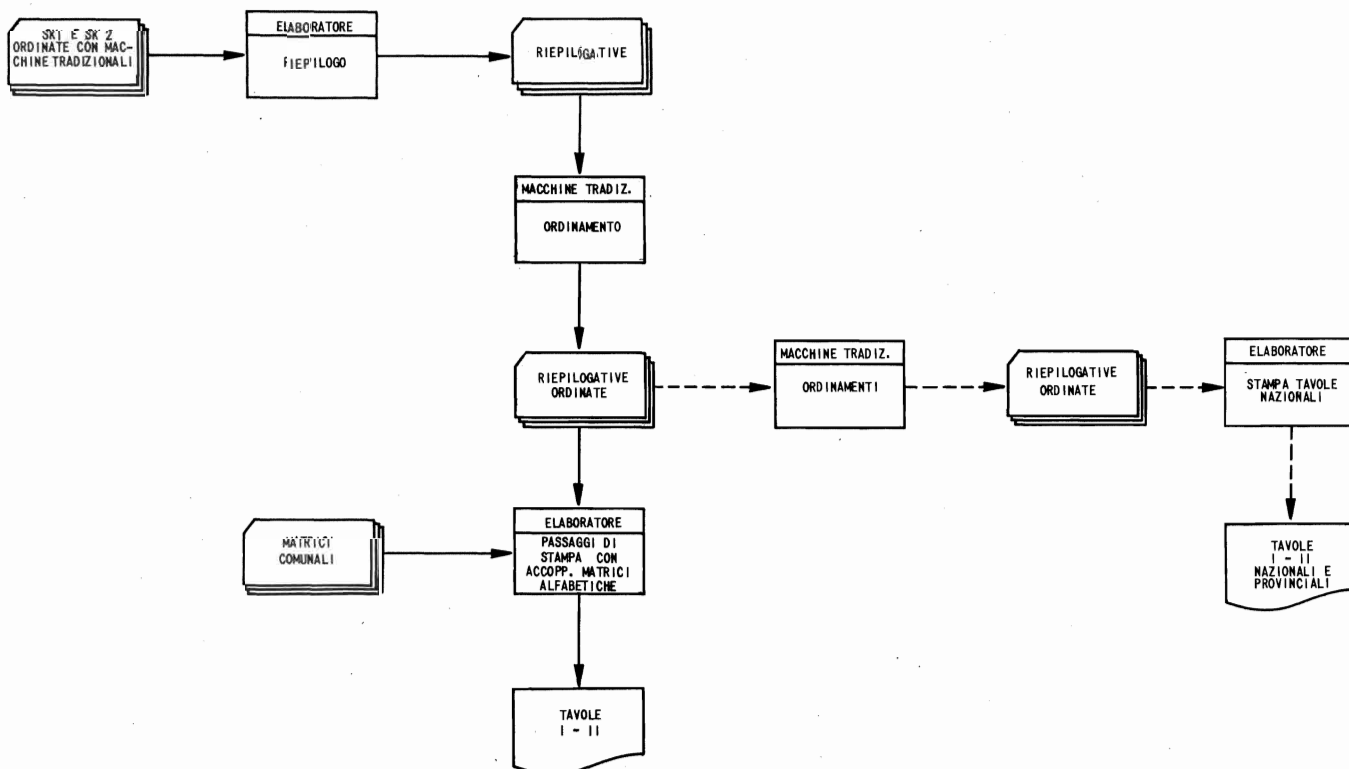 SK1 E SK 2
ORDINATE CON MAC-
CHINE TRADIZIONALI
ELABORATORE
RIEPILOGO
RIEPILOGATIVE
MACCHINE TRADIZ.
ORDINAMENTO
RIEPILOGATIVE
ORDINATE
MACCHINE TRADIZ.
ORDINAMENTI
RIEPILOGATIVE
ORDINATE
ELABORATORE
STAMPA TAVOLE
NAZIONALI
MATRICI
COMUNALI
ELABORATORE
PASSAGGI DI
STAMPA CON
ACCOPP. MATRICI
ALFABETICHE
TAVOLE
I - II
NAZIONALI E
PROVINCIALI
TAVOLE
I - II